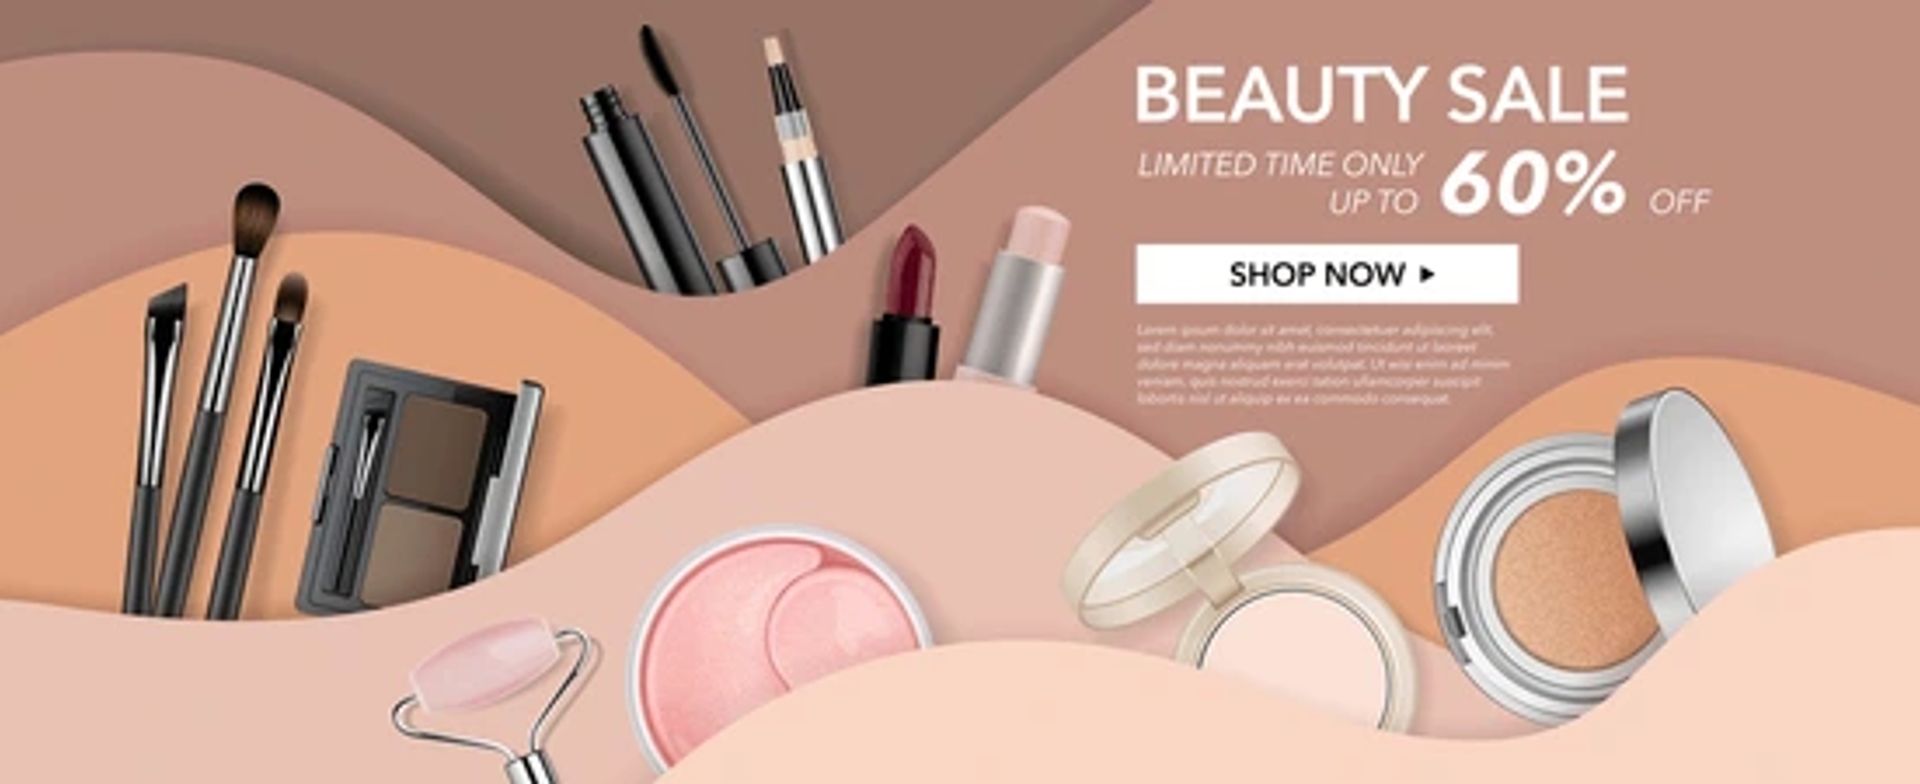 BEAUTY SALE
LIMITED TIME ONLY
UP TO 60% OFF
SHOP NOW ▶
Lorem ipsum dolor sit amet, consectetuer adipiscing elit,
sed diam nonummy nibh euismod tincidunt ut laoreet
dolore magna aliquam erat volutpat. Ut wisi enim ad minim
veniam, quis nostrud exerci tation ullamcorper suscipit
lobortis nisl ut aliquip ex ea commodo consequat.